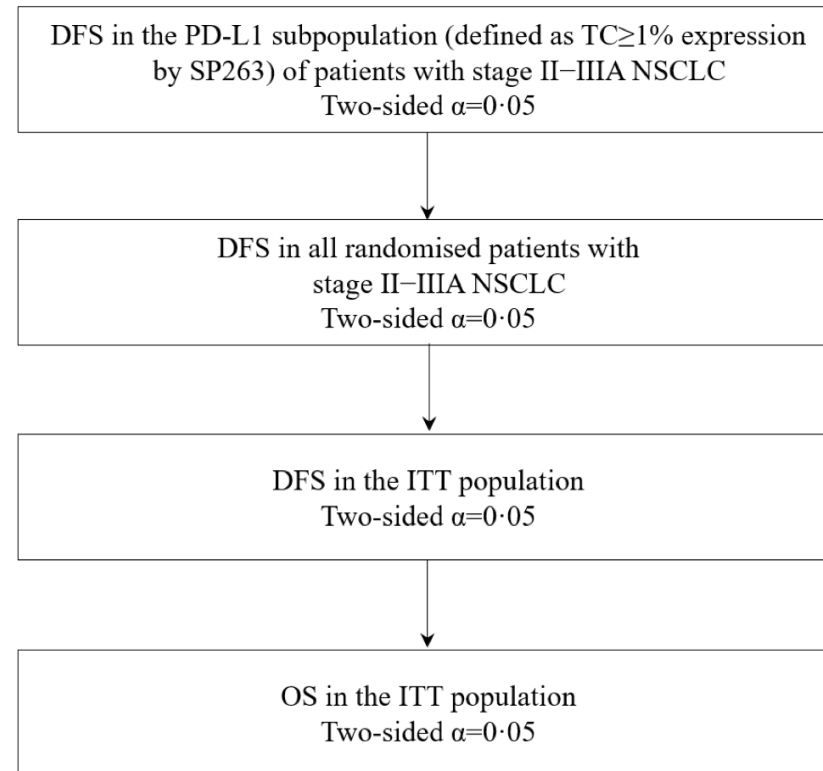 DFS in the PD-L1 subpopulation (defined as TC≥1% expression
by SP263) of patients with stage II−IIIA NSCLC
Two-sided α=0·05
DFS in all randomised patients with
stage II−IIIA NSCLC
Two-sided α=0·05
DFS in the ITT population
Two-sided α=0·05
OS in the ITT population
Two-sided α=0·05